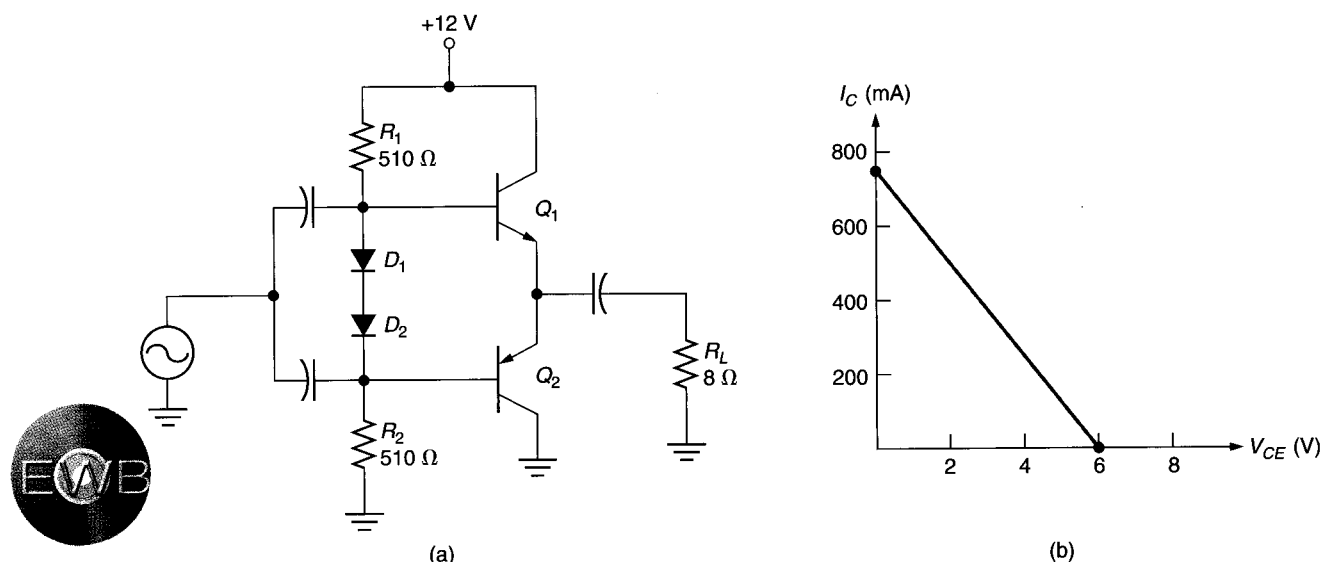 +12 V
R1
510 Ω
Q1
D1
D2
Q2
RL
8 Ω
R2
510 Ω
EWB
(a)
IC (mA)
800
600
400
200
2 4 6 8
VCE (V)
(b)